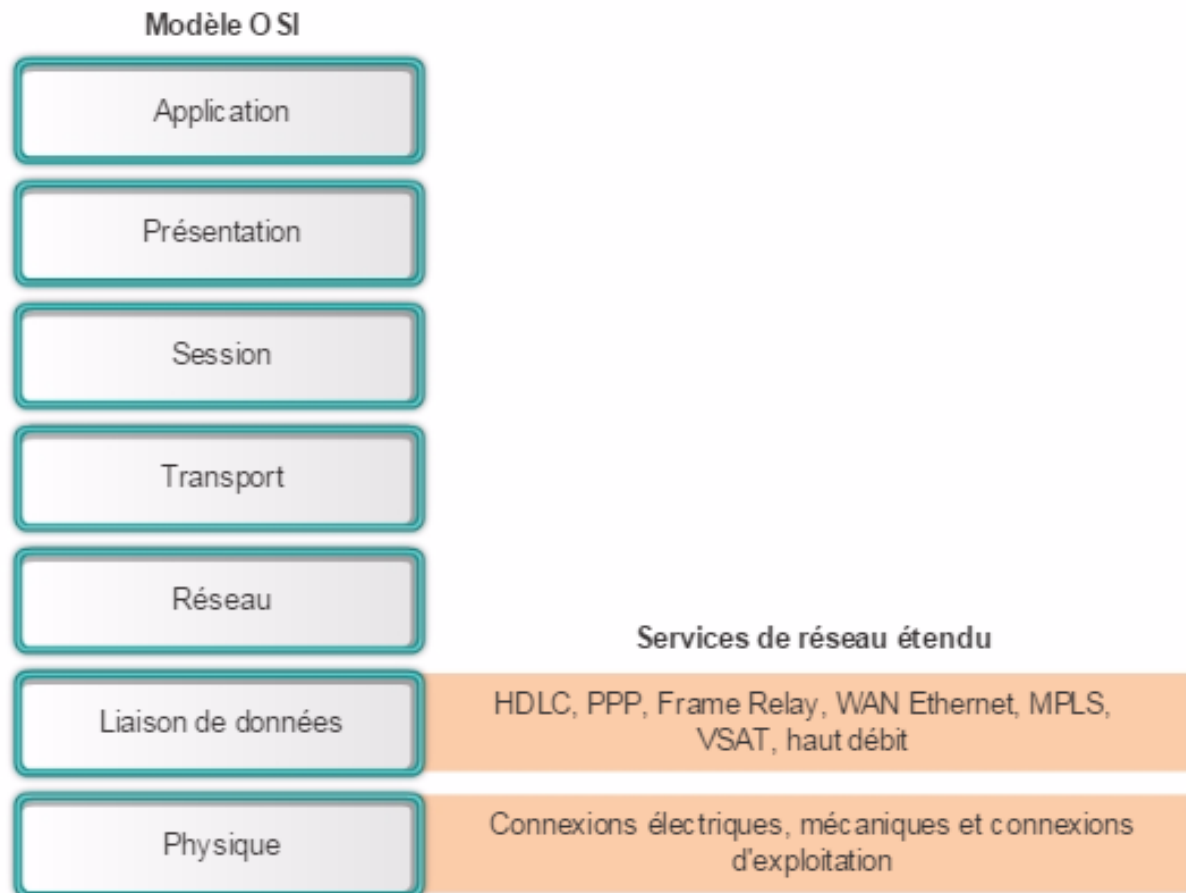 Modèle OSI
Application
Présentation
Session
Transport
Réseau
Services de réseau étendu
Liaison de données
HDLC, PPP, Frame Relay, WAN Ethernet, MPLS,
VSAT, haut débit
Physique
Connexions électriques, mécaniques et connexions
d'exploitation